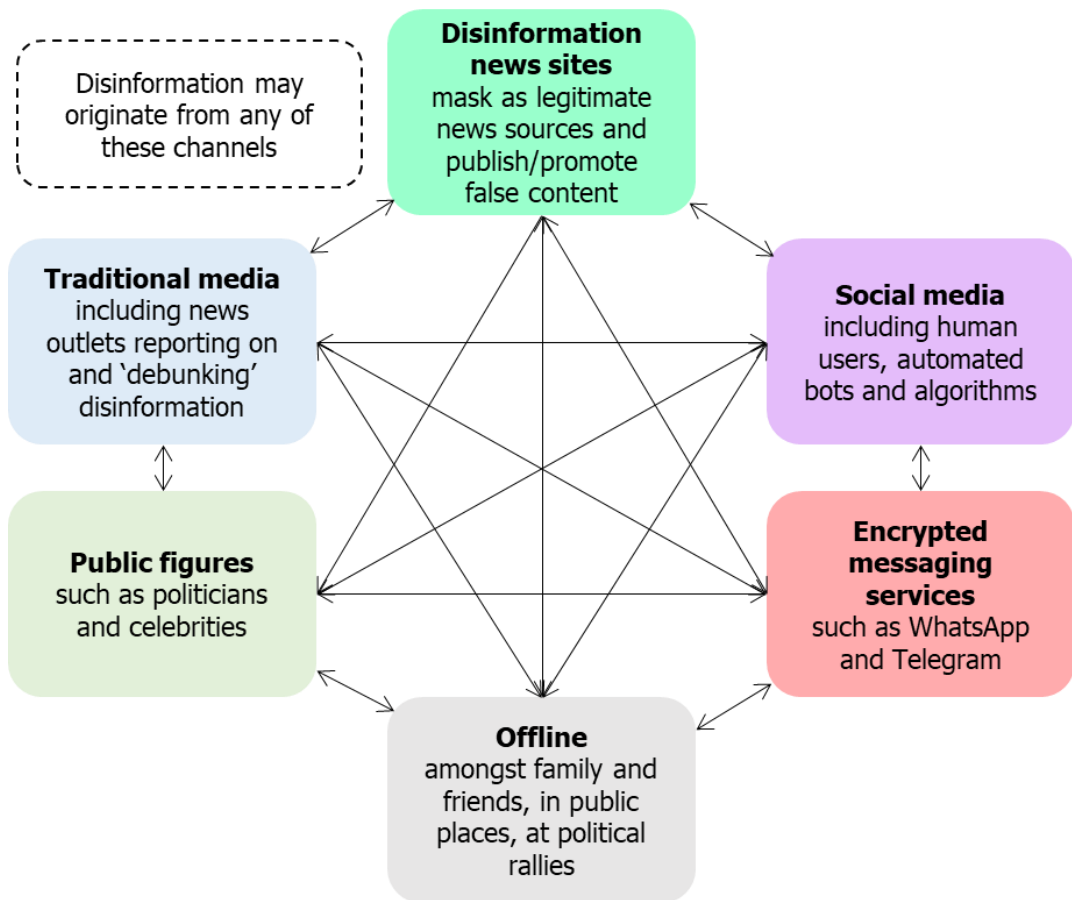 Disinformation may
originate from any of
these channels
Disinformation
news sites
mask as legitimate
news sources and
publish/promote
false content
Traditional media
including news
outlets reporting on
and ‘debunking’
disinformation
Social media
including human
users, automated
bots and algorithms
Public figures
such as politicians
and celebrities
Encrypted
messaging
services
such as WhatsApp
and Telegram
Offline
amongst family and
friends, in public
places, at political
rallies